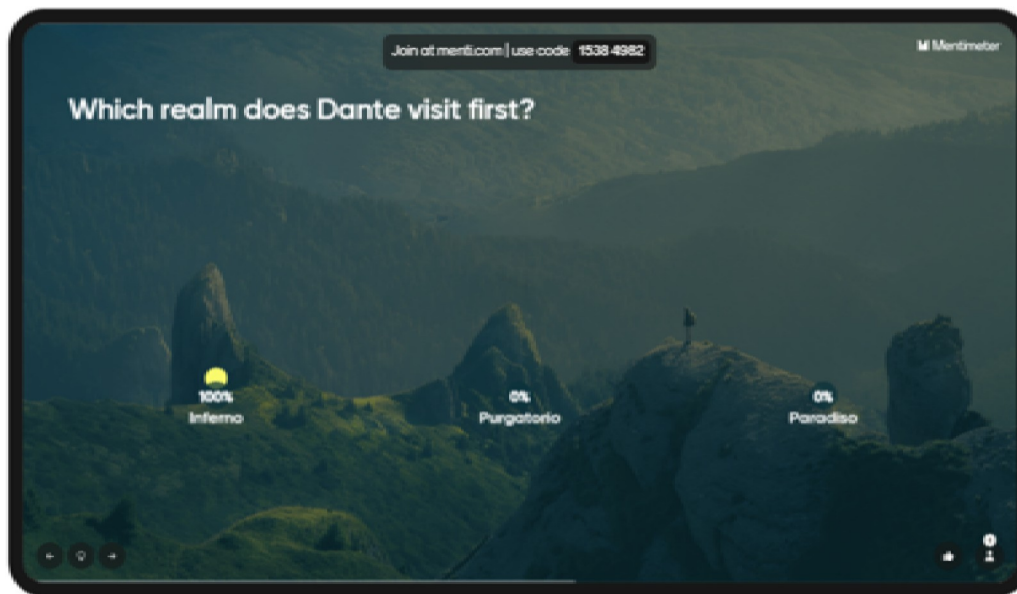 Join at menti.com | use code 1538 4982
Mentimeter
Which realm does Dante visit first?
100% 0% 0%
Inferno Purgatorio Paradiso